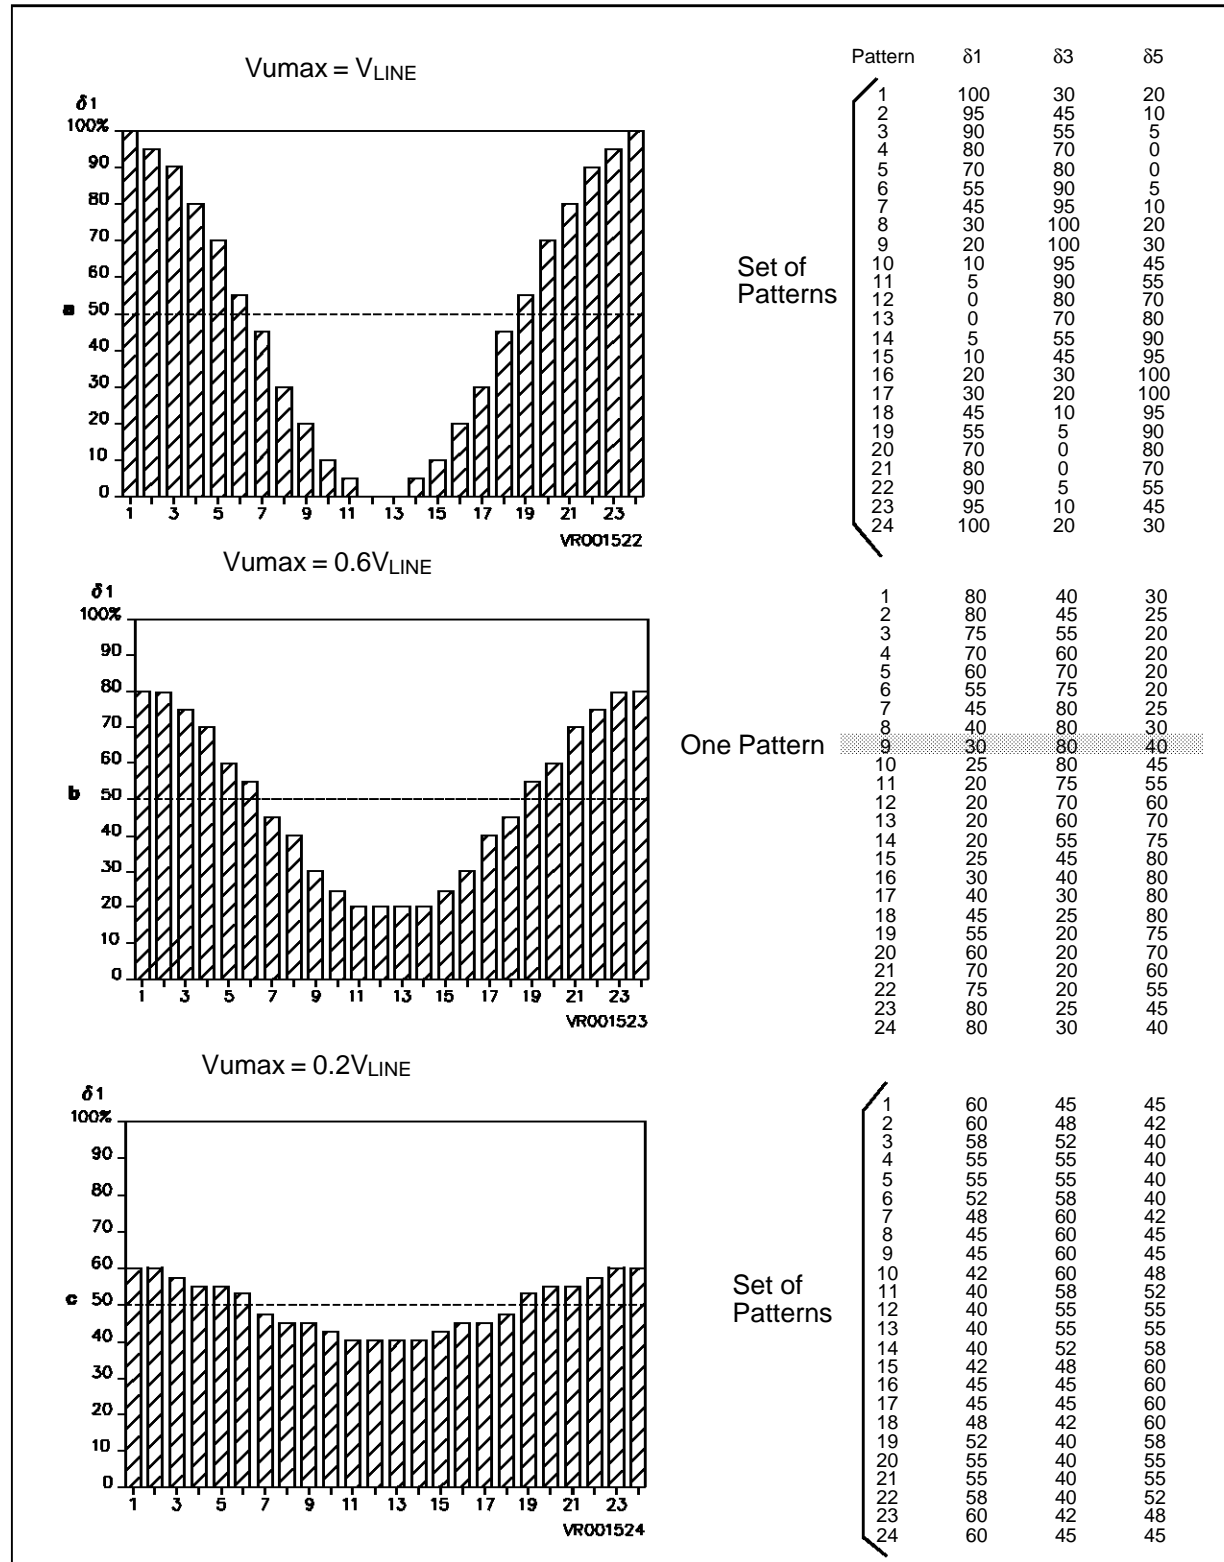 Vumax = VLINE
δ1
100%
90
80
70
60
a 50
40
30
20
10
0
1 3 5 7 9 11 13 15 17 19 21 23
VR001522
Pattern δ1 δ3 δ5
Set of
Patterns
1 100 30 20
2 95 45 10
3 90 55 5
4 80 70 0
5 70 80 0
6 55 90 5
7 45 95 10
8 30 100 20
9 20 100 30
10 10 95 45
11 5 90 55
12 0 80 70
13 0 70 80
14 5 55 90
15 10 45 95
16 20 30 100
17 30 20 100
18 45 10 95
19 55 5 90
20 70 0 80
21 80 0 70
22 90 5 55
23 95 10 45
24 100 20 30
Vumax = 0.6VLINE
δ1
100%
90
80
70
60
b 50
40
30
20
10
0
1 3 5 7 9 11 13 15 17 19 21 23
VR001523
One Pattern
1 80 40 30
2 80 45 25
3 75 55 20
4 70 60 20
5 60 70 20
6 55 75 20
7 45 80 25
8 40 80 30
9 30 80 40
10 25 80 45
11 20 75 55
12 20 70 60
13 20 60 70
14 20 55 75
15 25 45 80
16 30 40 80
17 40 30 80
18 45 25 80
19 55 20 75
20 60 20 70
21 70 20 60
22 75 20 55
23 80 25 45
24 80 30 40
Vumax = 0.2VLINE
δ1
100%
90
80
70
60
c 50
40
30
20
10
0
1 3 5 7 9 11 13 15 17 19 21 23
VR001524
Set of
Patterns
1 60 45 45
2 60 48 42
3 58 52 40
4 55 55 40
5 55 55 40
6 52 58 40
7 48 60 42
8 45 60 45
9 45 60 45
10 42 60 48
11 40 58 52
12 40 55 55
13 40 55 55
14 40 52 58
15 42 48 60
16 45 45 60
17 45 45 60
18 48 42 60
19 52 40 58
20 55 40 55
21 55 40 55
22 58 40 52
23 60 42 48
24 60 45 45